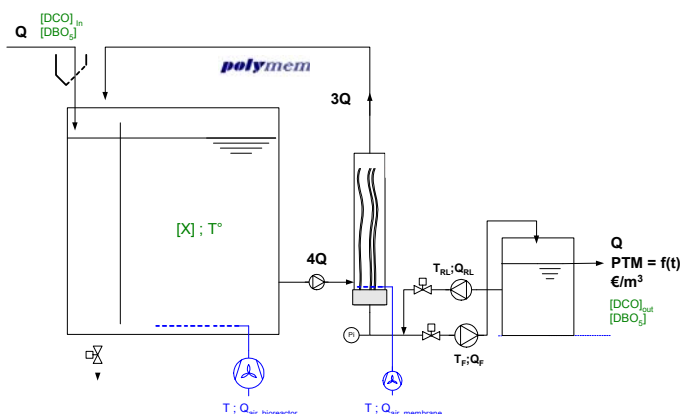 [DCO] In
Q [DBO5]
polymem
3Q
[X] ; T°
4Q
TRL;QRL
Q
PTM = f(t)
€/m³
[DCO]out
[DBO5]
PI
TF;QF
T ; Qair_bioreactor
T ; Qair_membrane